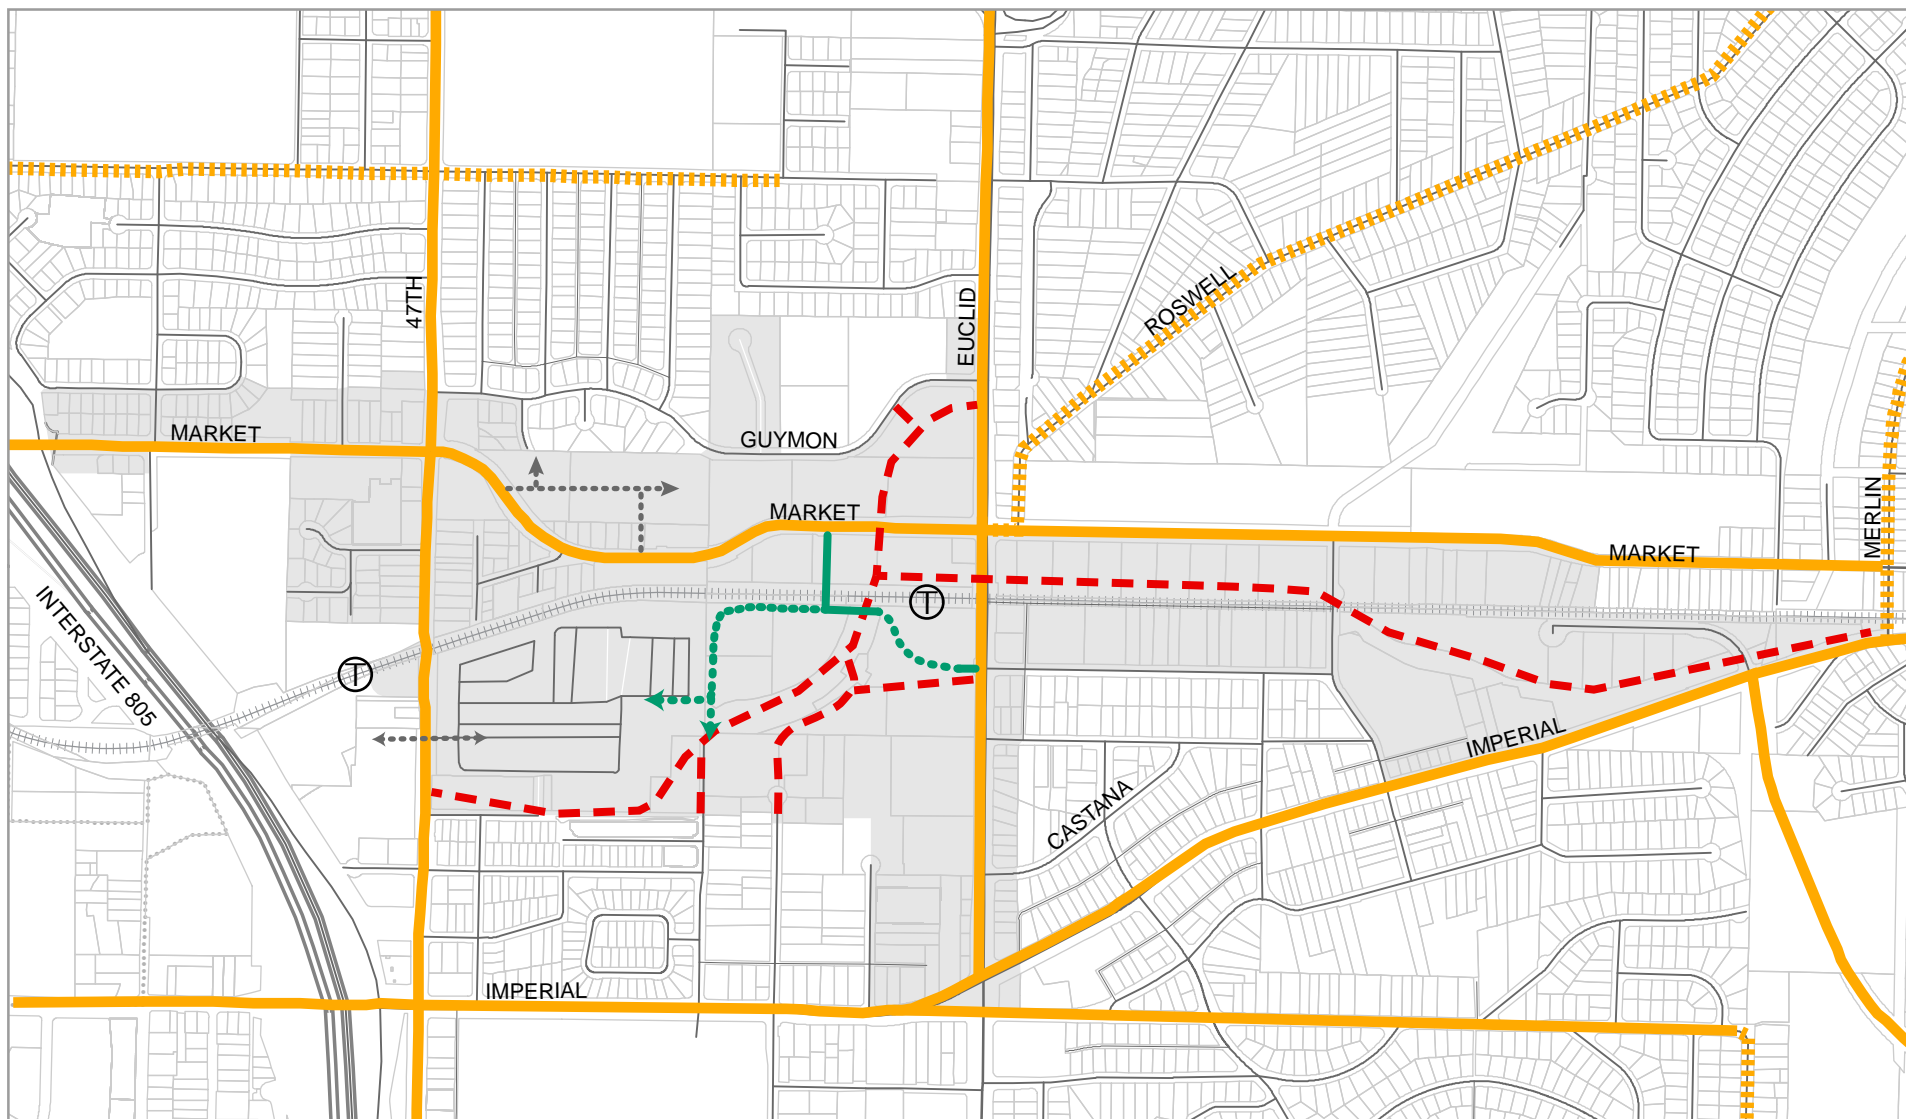 47TH
EUCLID
ROSWELL
MARKET
GUYMON
MARKET
MERLIN
MARKET
T
INTERSTATE 805
T
IMPERIAL
CASTANA
IMPERIAL